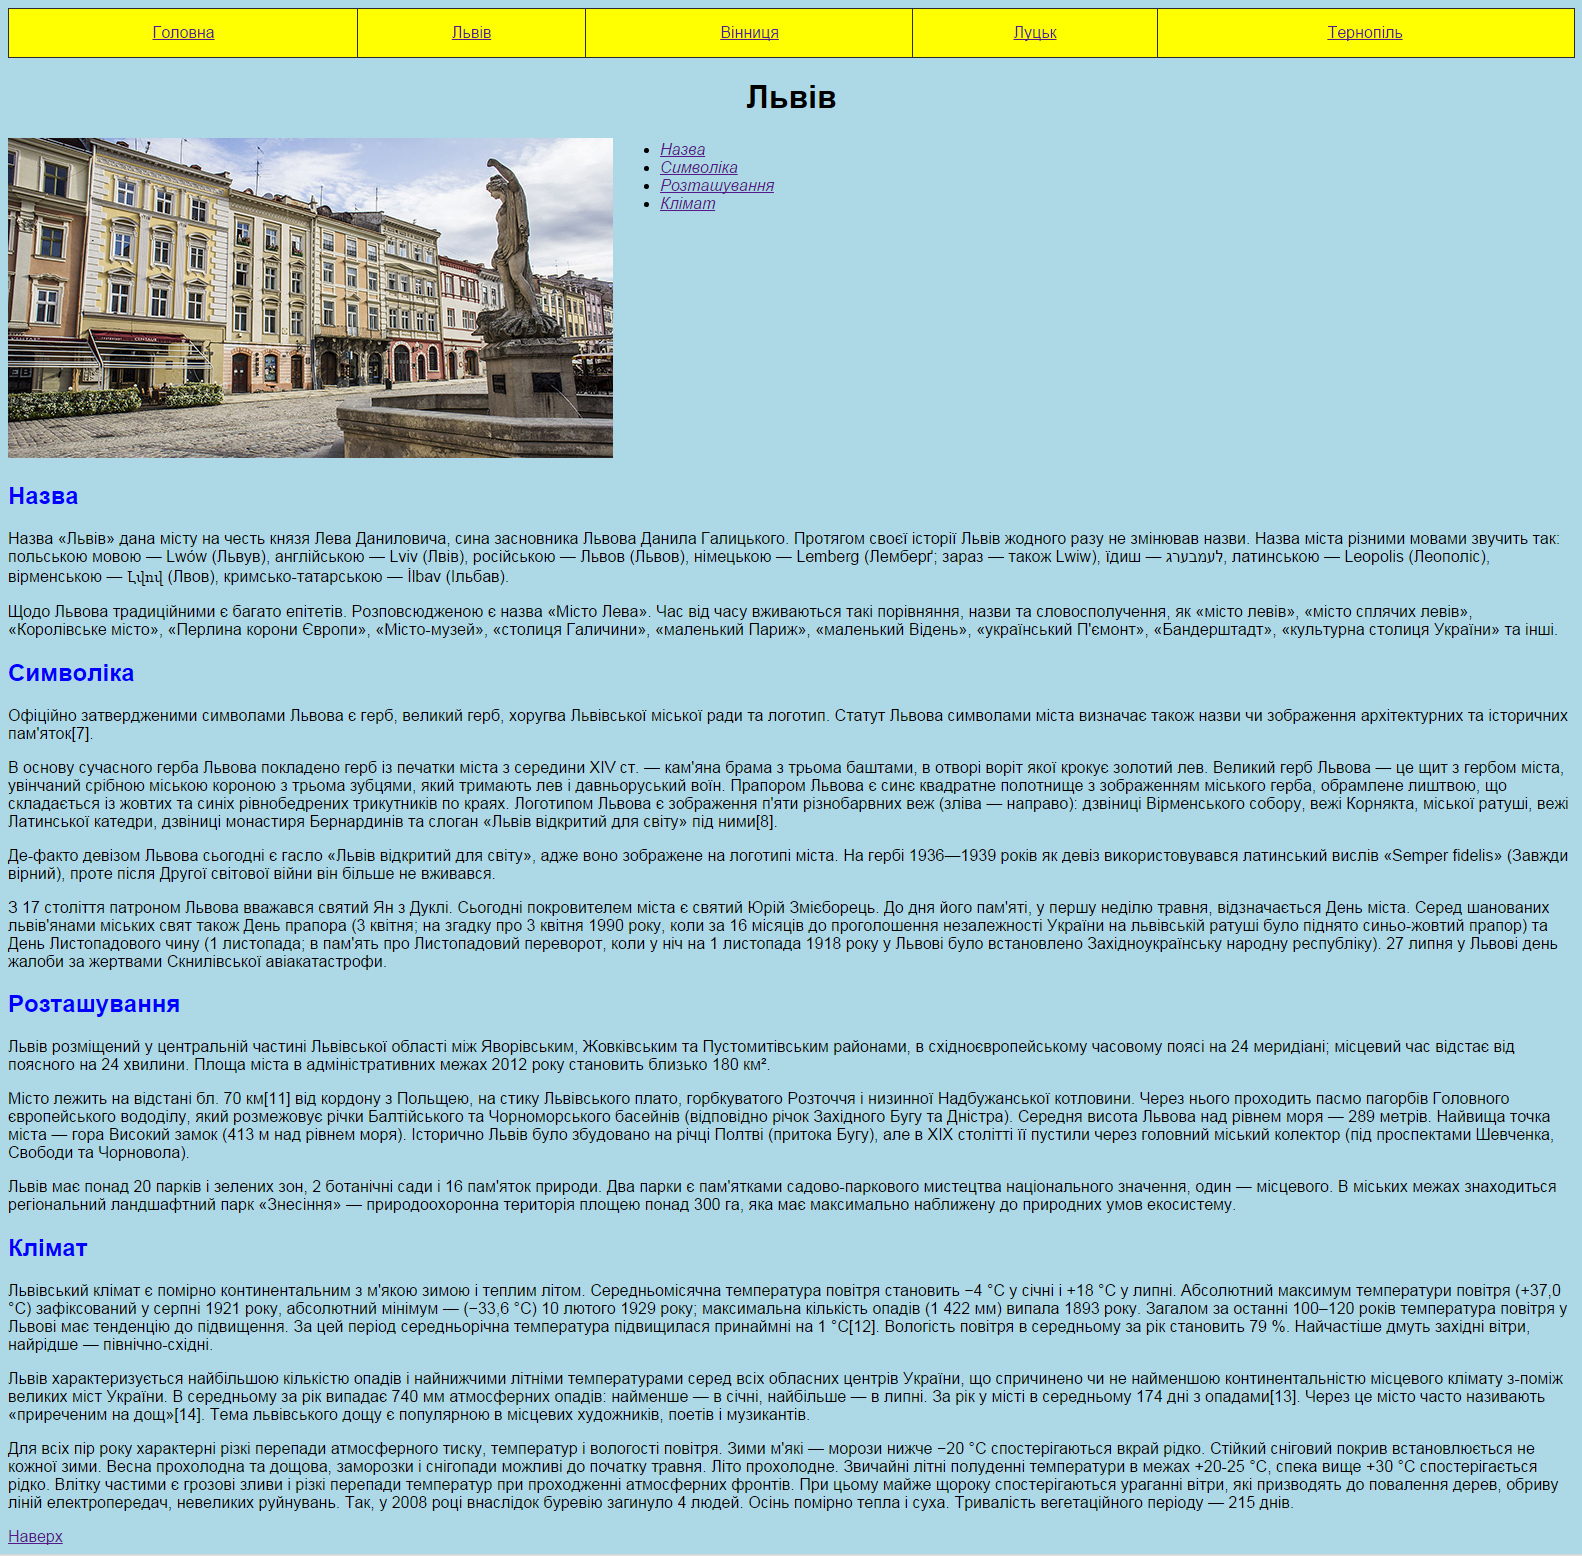 Головна Львів Вінниця Луцьк Тернопіль
Львів
Назва
Символіка
Розташування
Клімат
Назва
Назва «Львів» дана місту на честь князя Лева Даниловича, сина засновника Львова Данила Галицького. Протягом своєї історії Львів жодного разу не змінював назви. Назва міста різними мовами звучить так:
польською мовою — Lwów (Львув), англійською — Lviv (Лвів), російською — Львов (Львов), німецькою — Lemberg (Лемберґ; зараз — також Lwiw), їдиш — לעמבערג, латинською — Leopolis (Леополіс),
вірменською — Լվով (Лвов), кримсько-татарською — İlbav (Ільбав).
Щодо Львова традиційними є багато епітетів. Розповсюдженою є назва «Місто Лева». Час від часу вживаються такі порівняння, назви та словосполучення, як «місто левів», «місто сплячих левів»,
«Королівське місто», «Перлина корони Європи», «Місто-музей», «столиця Галичини», «маленький Париж», «маленький Відень», «український П'ємонт», «Бандерштадт», «культурна столиця України» та інші.
Символіка
Офіційно затвердженими символами Львова є герб, великий герб, хоругва Львівської міської ради та логотип. Статут Львова символами міста визначає також назви чи зображення архітектурних та історичних
пам'яток[7].
В основу сучасного герба Львова покладено герб із печатки міста з середини XIV ст. — кам'яна брама з трьома баштами, в отворі воріт якої крокує золотий лев. Великий герб Львова — це щит з гербом міста,
увінчаний срібною міською короною з трьома зубцями, який тримають лев і давньоруський воїн. Прапором Львова є синє квадратне полотнище з зображенням міського герба, обрамлене лиштвою, що
складається із жовтих та синіх рівнобедрених трикутників по краях. Логотипом Львова є зображення п'яти різнобарвних веж (зліва — направо): дзвіниці Вірменського собору, вежі Корнякта, міської ратуші, вежі
Латинської катедри, дзвіниці монастиря Бернардинів та слоган «Львів відкритий для світу» під ними[8].
Де-факто девізом Львова сьогодні є гасло «Львів відкритий для світу», адже воно зображене на логотипі міста. На гербі 1936—1939 років як девіз використовувався латинський вислів «Semper fidelis» (Завжди
вірний), проте після Другої світової війни він більше не вживався.
З 17 століття патроном Львова вважався святий Ян з Дуклі. Сьогодні покровителем міста є святий Юрій Змієборець. До дня його пам'яті, у першу неділю травня, відзначається День міста. Серед шанованих
львів'янами міських свят також День прапора (3 квітня; на згадку про 3 квітня 1990 року, коли за 16 місяців до проголошення незалежності України на львівській ратуші було піднято синьо-жовтий прапор) та
День Листопадового чину (1 листопада; в пам'ять про Листопадовий переворот, коли у ніч на 1 листопада 1918 року у Львові було встановлено Західноукраїнську народну республіку). 27 липня у Львові день
жалоби за жертвами Скнилівської авіакатастрофи.
Розташування
Львів розміщений у центральній частині Львівської області між Яворівським, Жовківським та Пустомитівським районами, в східноєвропейському часовому поясі на 24 меридіані; місцевий час відстає від
поясного на 24 хвилини. Площа міста в адміністративних межах 2012 року становить близько 180 км².
Місто лежить на відстані бл. 70 км[11] від кордону з Польщею, на стику Львівського плато, горбкуватого Розточчя і низинної Надбужанської котловини. Через нього проходить пасмо пагорбів Головного
європейського вододілу, який розмежовує річки Балтійського та Чорноморського басейнів (відповідно річок Західного Бугу та Дністра). Середня висота Львова над рівнем моря — 289 метрів. Найвища точка
міста — гора Високий замок (413 м над рівнем моря). Історично Львів було збудовано на річці Полтві (притока Бугу), але в XIX столітті її пустили через головний міський колектор (під проспектами Шевченка,
Свободи та Чорновола).
Львів має понад 20 парків і зелених зон, 2 ботанічні сади і 16 пам'яток природи. Два парки є пам'ятками садово-паркового мистецтва національного значення, один — місцевого. В міських межах знаходиться
регіональний ландшафтний парк «Знесіння» — природоохоронна територія площею понад 300 га, яка має максимально наближену до природних умов екосистему.
Клімат
Львівський клімат є помірно континентальним з м'якою зимою і теплим літом. Середньомісячна температура повітря становить −4 °C у січні і +18 °C у липні. Абсолютний максимум температури повітря (+37,0
°C) зафіксований у серпні 1921 року, абсолютний мінімум — (−33,6 °C) 10 лютого 1929 року; максимальна кількість опадів (1 422 мм) випала 1893 року. Загалом за останні 100–120 років температура повітря у
Львові має тенденцію до підвищення. За цей період середньорічна температура підвищилася принаймні на 1 °C[12]. Вологість повітря в середньому за рік становить 79 %. Найчастіше дмуть західні вітри,
найрідше — північно-східні.
Львів характеризується найбільшою кількістю опадів і найнижчими літніми температурами серед всіх обласних центрів України, що спричинено чи не найменшою континентальністю місцевого клімату з-поміж
великих міст України. В середньому за рік випадає 740 мм атмосферних опадів: найменше — в січні, найбільше — в липні. За рік у місті в середньому 174 дні з опадами[13]. Через це місто часто називають
«приреченим на дощ»[14]. Тема львівського дощу є популярною в місцевих художників, поетів і музикантів.
Для всіх пір року характерні різкі перепади атмосферного тиску, температур і вологості повітря. Зими м'які — морози нижче −20 °C спостерігаються вкрай рідко. Стійкий сніговий покрив встановлюється не
кожної зими. Весна прохолодна та дощова, заморозки і снігопади можливі до початку травня. Літо прохолодне. Звичайні літні полуденні температури в межах +20-25 °C, спека вище +30 °C спостерігається
рідко. Влітку частими є грозові зливи і різкі перепади температур при проходженні атмосферних фронтів. При цьому майже щороку спостерігаються ураганні вітри, які призводять до повалення дерев, обриву
ліній електропередач, невеликих руйнувань. Так, у 2008 році внаслідок буревію загинуло 4 людей. Осінь помірно тепла і суха. Тривалість вегетаційного періоду — 215 днів.
Наверх